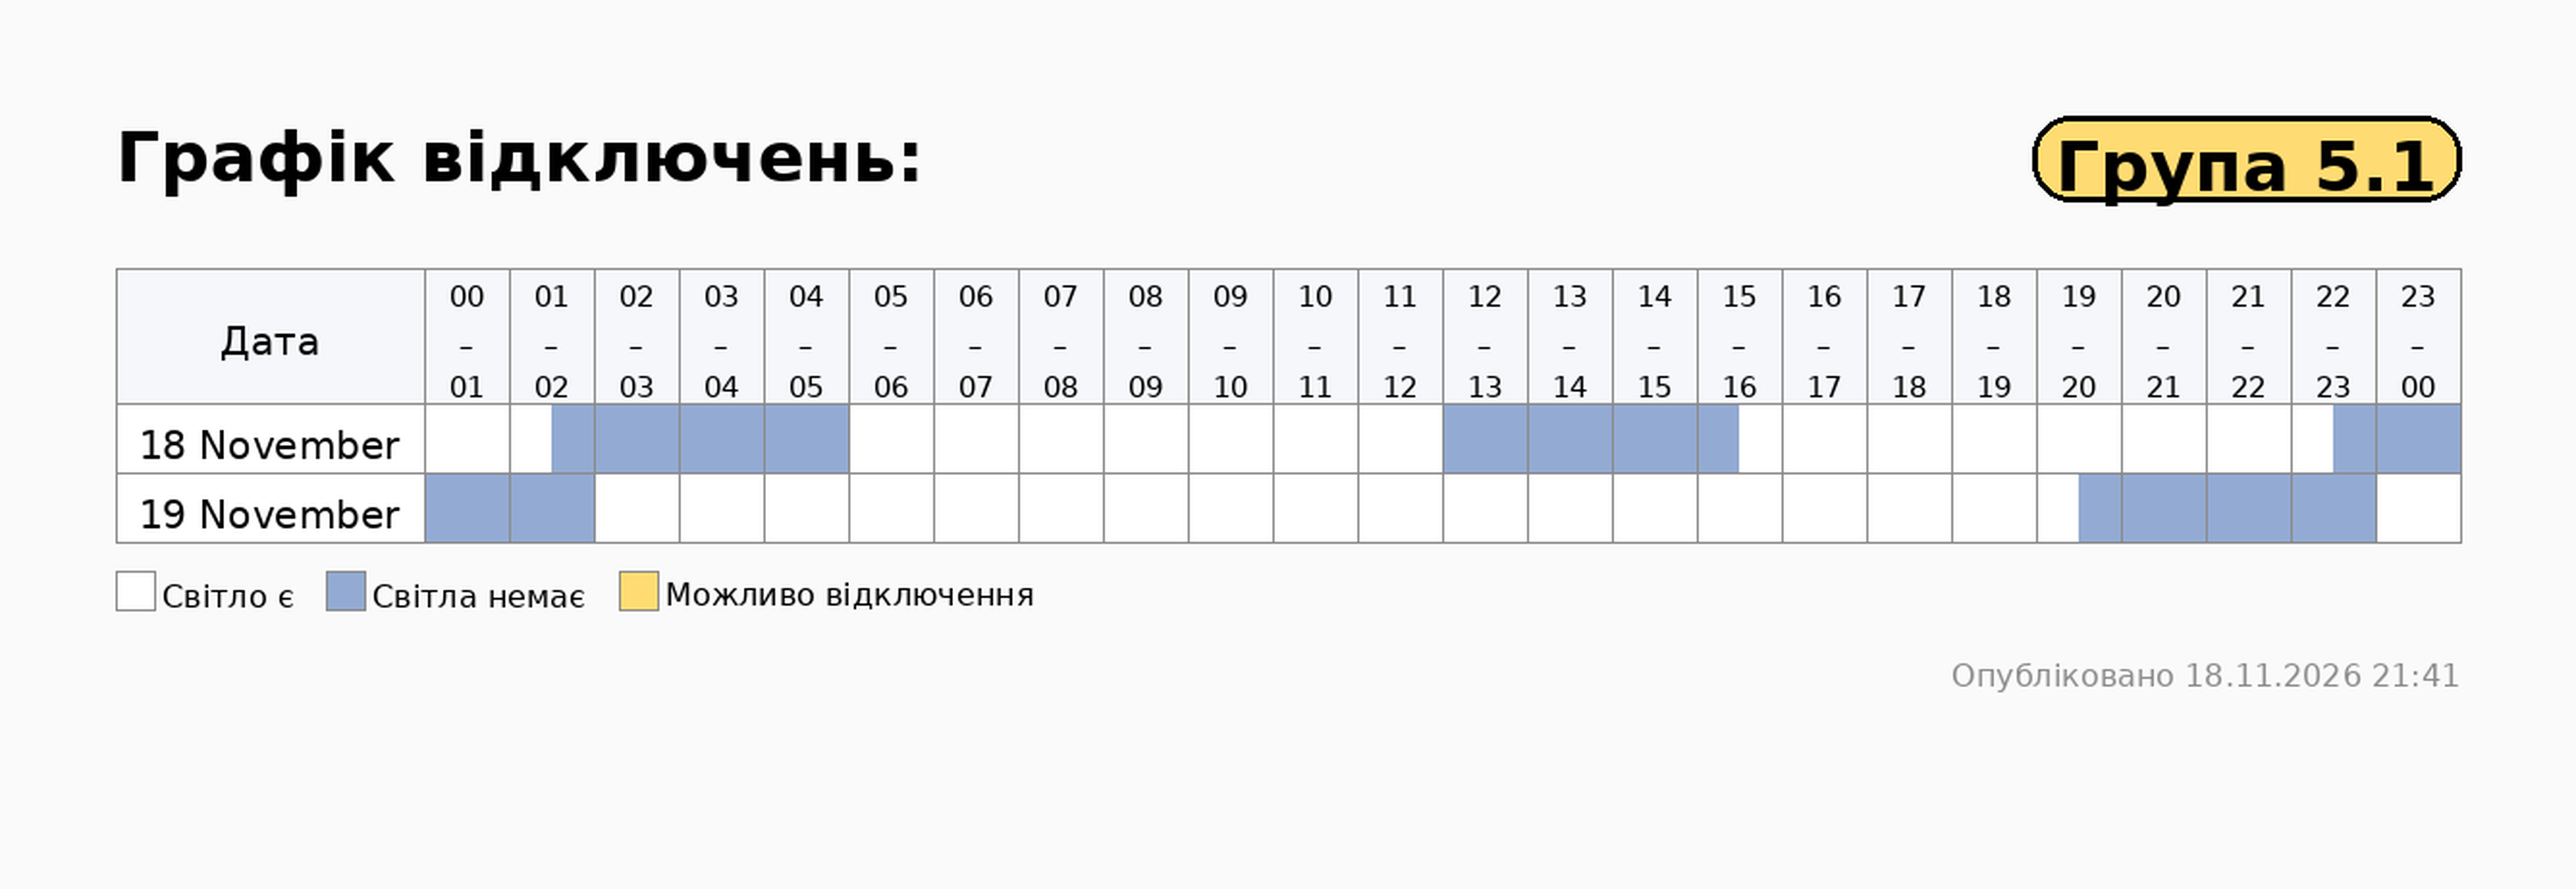 Графік відключень:
Група 5.1
Дата
00 – 01
01 – 02
02 – 03
03 – 04
04 – 05
05 – 06
06 – 07
07 – 08
08 – 09
09 – 10
10 – 11
11 – 12
12 – 13
13 – 14
14 – 15
15 – 16
16 – 17
17 – 18
18 – 19
19 – 20
20 – 21
21 – 22
22 – 23
23 – 00
18 November
19 November
Світло є
Світла немає
Можливо відключення
Опубліковано 18.11.2026 21:41